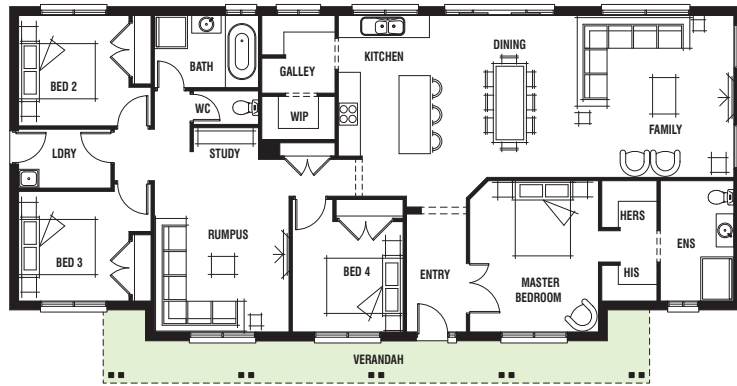 BED 2
BATH
GALLEY
KITCHEN
DINING
FAMILY
WC
WIP
STUDY
LDRY
BED 3
RUMPUS
BED 4
ENTRY
MASTER
BEDROOM
HERS
HIS
ENS
VERANDAH